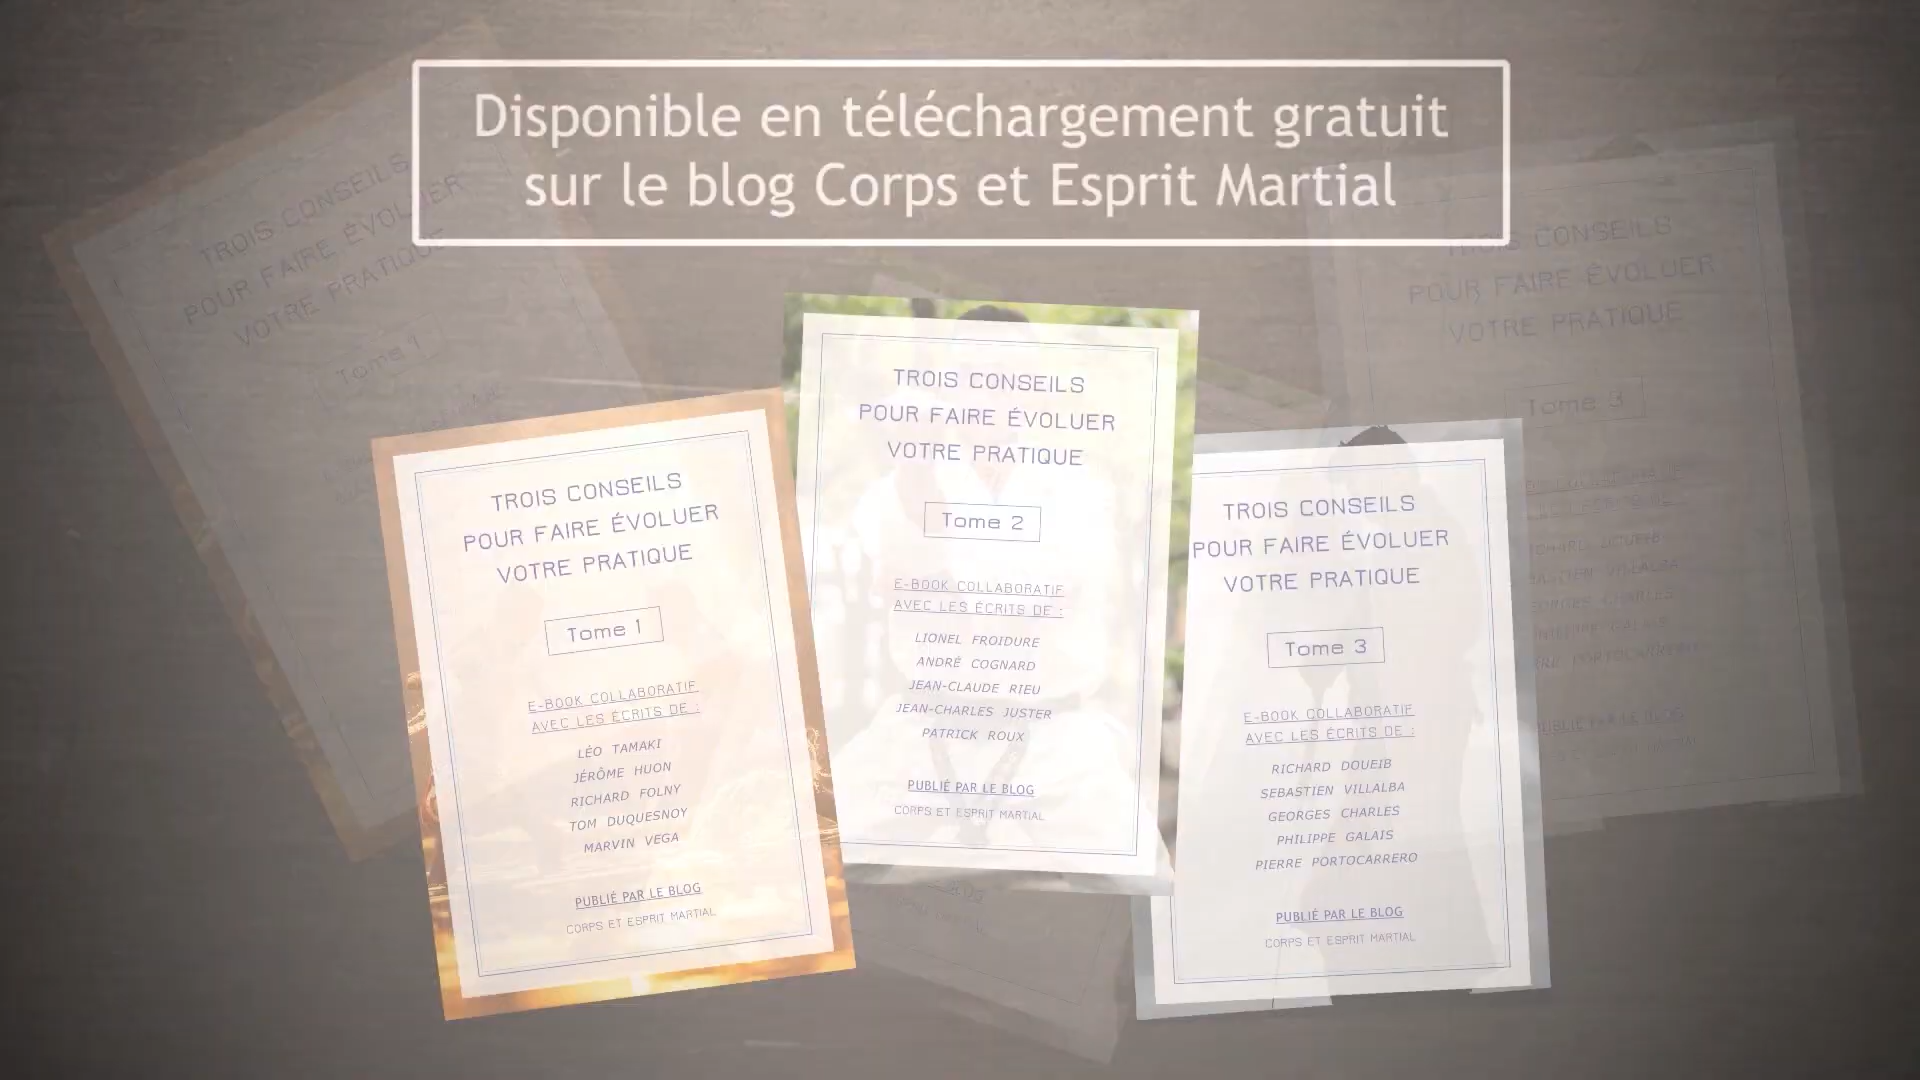 Disponible en téléchargement gratuit
sur le blog Corps et Esprit Martial
TROIS CONSEILS
POUR FAIRE ÉVOLUER
VOTRE PRATIQUE
Tome 1
E-BOOK COLLABORATIF
AVEC LES ÉCRITS DE :
LÉO TAMAKI
JÉRÔME HUON
RICHARD FOLNY
TOM DUQUESNOY
MARVIN VEGA
PUBLIÉ PAR LE BLOG
CORPS ET ESPRIT MARTIAL
TROIS CONSEILS
POUR FAIRE ÉVOLUER
VOTRE PRATIQUE
Tome 2
E-BOOK COLLABORATIF
AVEC LES ÉCRITS DE :
LIONEL FROIDURE
ANDRÉ COGNARD
JEAN-CLAUDE RIEU
JEAN-CHARLES JUSTER
PATRICK ROUX
PUBLIÉ PAR LE BLOG
CORPS ET ESPRIT MARTIAL
TROIS CONSEILS
POUR FAIRE ÉVOLUER
VOTRE PRATIQUE
Tome 3
E-BOOK COLLABORATIF
AVEC LES ÉCRITS DE :
RICHARD DOUEIB
SEBASTIEN VILLALBA
GEORGES CHARLES
PHILIPPE GALAIS
PIERRE PORTOCARRERO
PUBLIÉ PAR LE BLOG
CORPS ET ESPRIT MARTIAL
TROIS CONSEILS
POUR FAIRE ÉVOLUER
VOTRE PRATIQUE
Tome 1
TROIS CONSEILS
POUR FAIRE ÉVOLUER
VOTRE PRATIQUE
Tome 3